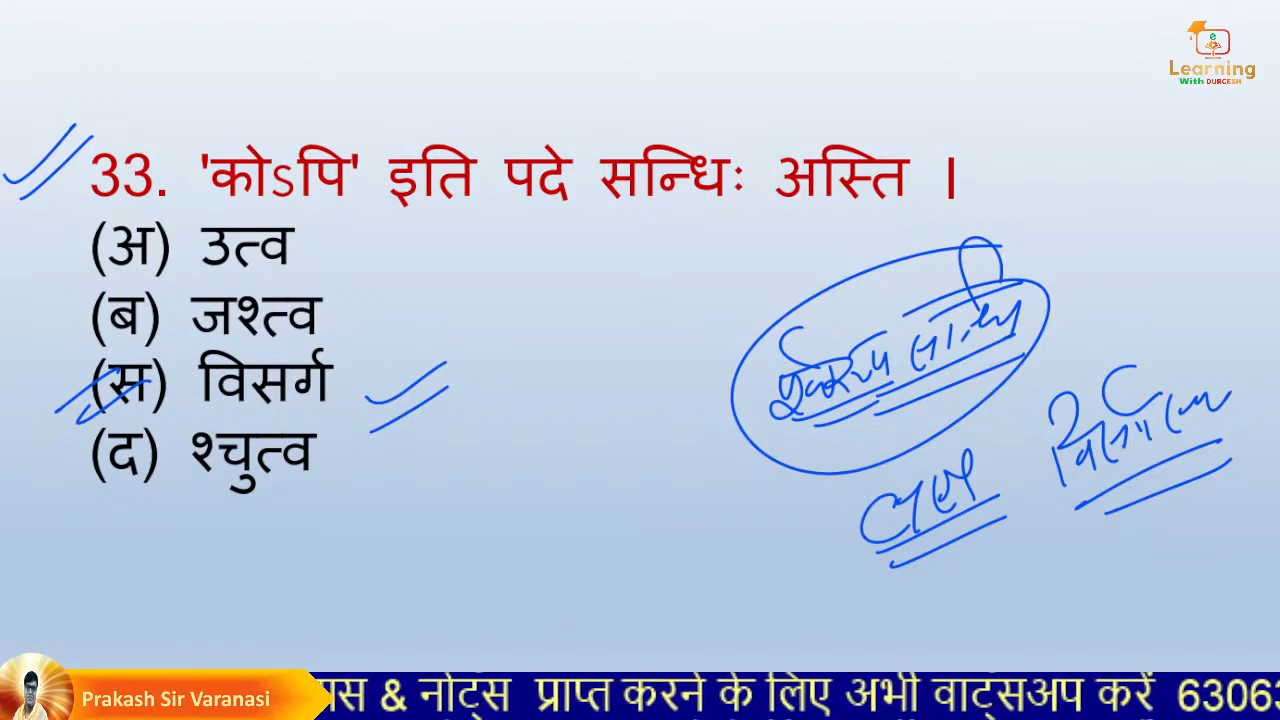 e
Learning
With DURGESH
33. 'कोऽपि' इति पदे सन्धिः अस्ति ।
(अ) उत्व
(ब) जश्त्व
(स) विसर्ग
(द) श्चुत्व
Prakash Sir Varanasi
ास & नोट्स प्राप्त करने के लिए अभी वाट्सअप करें 6306